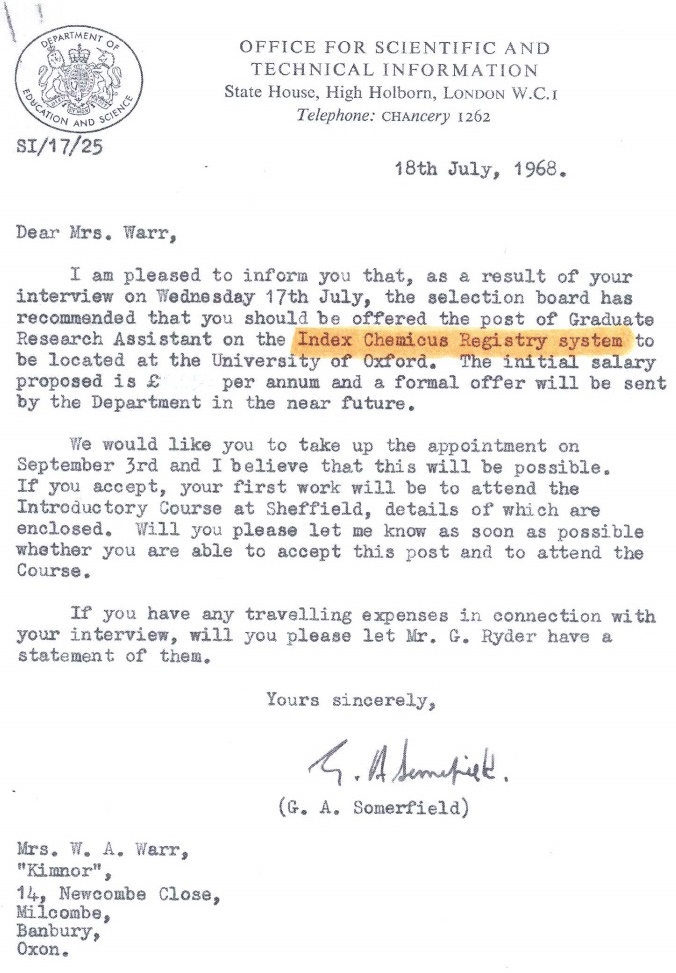 DEPARTMENT OF
EDUCATION AND SCIENCE
OFFICE FOR SCIENTIFIC AND
TECHNICAL INFORMATION
State House, High Holborn, LONDON W.C.1
Telephone: CHAncery 1262
SI/17/25
18th July, 1968.
Dear Mrs. Warr,
I am pleased to inform you that, as a result of your
interview on Wednesday 17th July, the selection board has
recommended that you should be offered the post of Graduate
Research Assistant on the Index Chemicus Registry system to
be located at the University of Oxford. The initial salary
proposed is £ per annum and a formal offer will be sent
by the Department in the near future.
We would like you to take up the appointment on
September 3rd and I believe that this will be possible.
If you accept, your first work will be to attend the
Introductory Course at Sheffield, details of which are
enclosed. Will you please let me know as soon as possible
whether you are able to accept this post and to attend the
Course.
If you have any travelling expenses in connection with
your interview, will you please let Mr. G. Ryder have a
statement of them.
Yours sincerely,
G. A Somerfield.
(G. A. Somerfield)
Mrs. W. A. Warr,
"Kimnor",
14, Newcombe Close,
Milcombe,
Banbury,
Oxon.